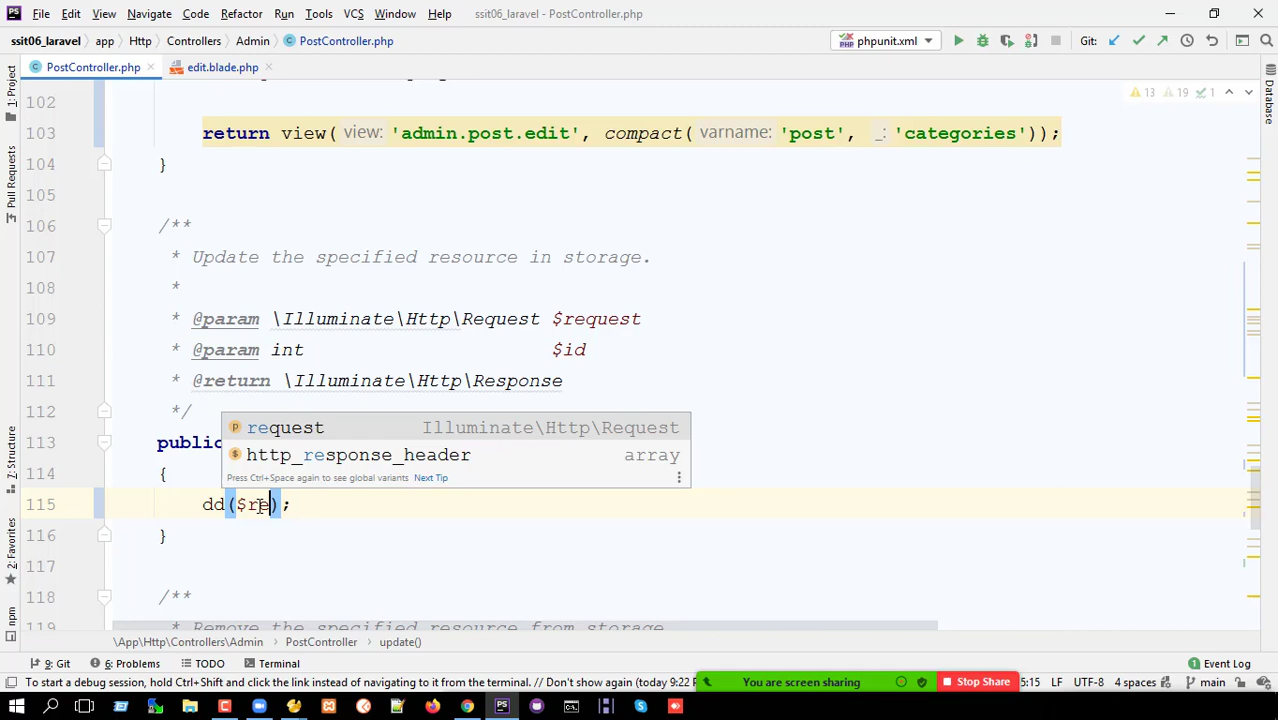 File Edit View Navigate Code Refactor Run Tools VCS Window Help ssit06_laravel - PostController.php
ssit06_laravel app Http Controllers Admin PostController.php phpunit.xml Git:
PostController.php edit.blade.php
1: Project
Pull Requests
7: Structure
2: Favorites
npm
Database
13 19 1
102
103 return view( view: 'admin.post.edit', compact( varname: 'post', _: 'categories'));
104 }
105
106 /**
107 * Update the specified resource in storage.
108 *
109 * @param \Illuminate\Http\Request $request
110 * @param int $id
111 * @return \Illuminate\Http\Response
112 */
request Illuminate\Http\Request
113 public
http_response_header array
114 {
Press Ctrl+Space again to see global variants Next Tip
115 dd($re);
116 }
117
118 /**
119 * Remove the specified resource from storage
\App\Http\Controllers\Admin PostController update()
9: Git 6: Problems TODO Terminal 1 Event Log
To start a debug session, hold Ctrl+Shift and click the link instead of navigating to it from the terminal. // Don't show again (today 9:22 P You are screen sharing Stop Share 5:15 LF UTF-8 4 spaces main